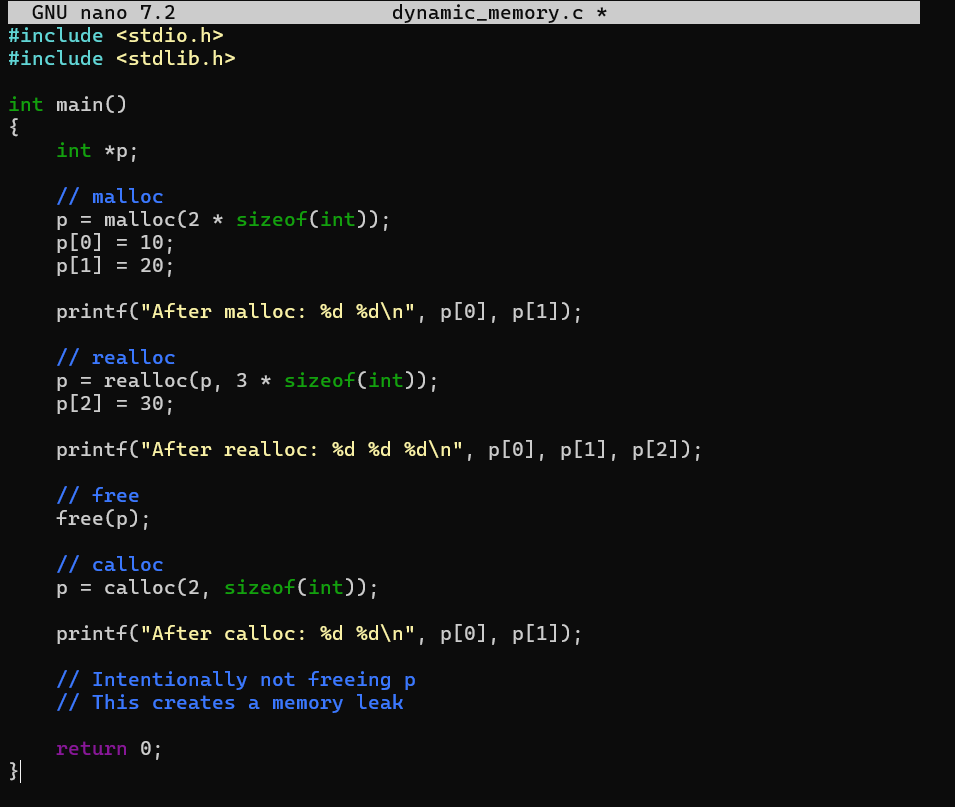 GNU nano 7.2 dynamic_memory.c *
#include <stdio.h>
#include <stdlib.h>

int main()
{
    int *p;

    // malloc
    p = malloc(2 * sizeof(int));
    p[0] = 10;
    p[1] = 20;

    printf("After malloc: %d %d\n", p[0], p[1]);

    // realloc
    p = realloc(p, 3 * sizeof(int));
    p[2] = 30;

    printf("After realloc: %d %d %d\n", p[0], p[1], p[2]);

    // free
    free(p);

    // calloc
    p = calloc(2, sizeof(int));

    printf("After calloc: %d %d\n", p[0], p[1]);

    // Intentionally not freeing p
    // This creates a memory leak

    return 0;
}